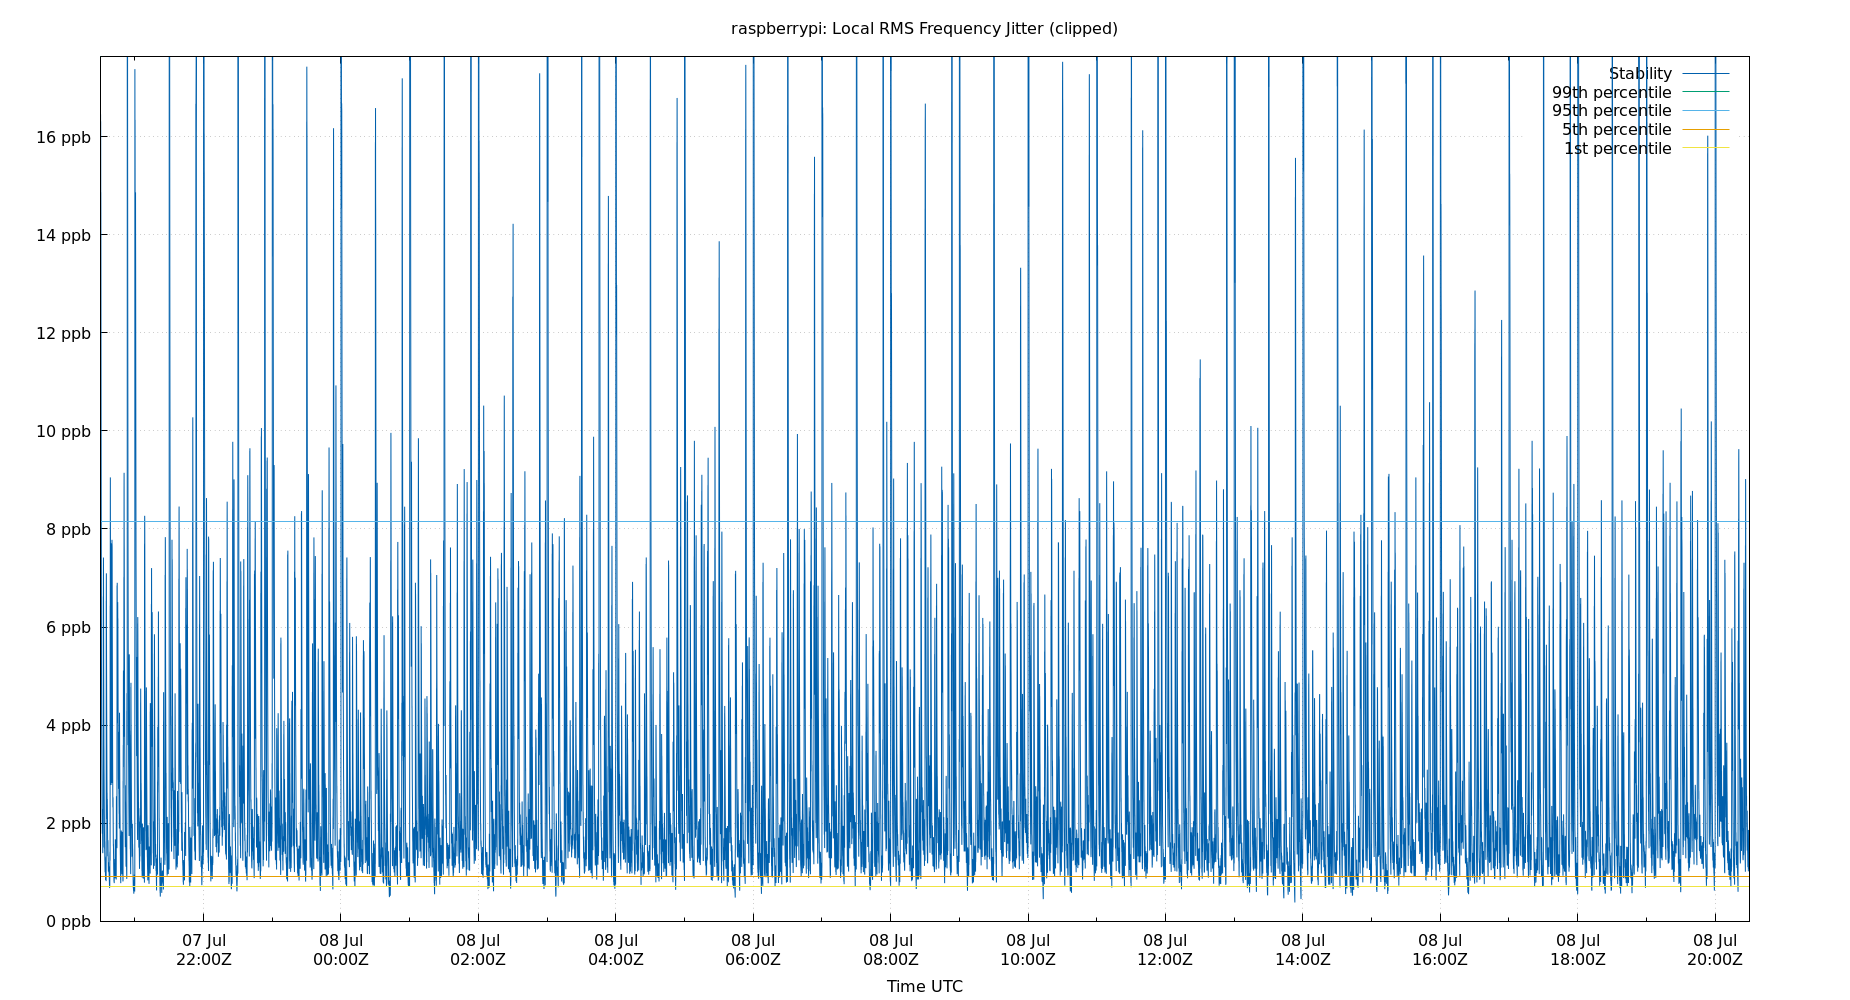 raspberrypi: Local RMS Frequency Jitter (clipped)
Stability
99th percentile
95th percentile
5th percentile
1st percentile
16 ppb
14 ppb
12 ppb
10 ppb
8 ppb
6 ppb
4 ppb
2 ppb
0 ppb
07 Jul
22:00Z
08 Jul
00:00Z
08 Jul
02:00Z
08 Jul
04:00Z
08 Jul
06:00Z
08 Jul
08:00Z
08 Jul
10:00Z
08 Jul
12:00Z
08 Jul
14:00Z
08 Jul
16:00Z
08 Jul
18:00Z
08 Jul
20:00Z
Time UTC